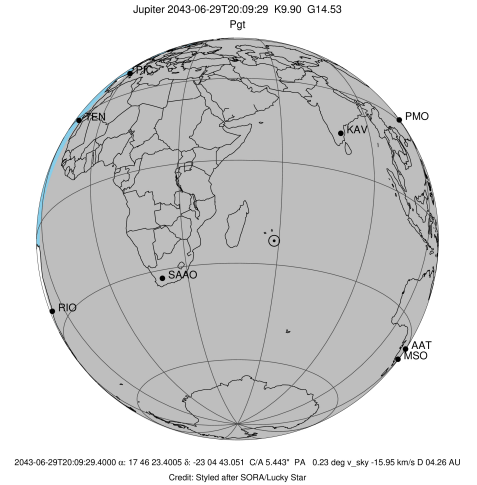 Jupiter 2043-06-29T20:09:29 K9.90 G14.53
Pgt
TEN
PMO
KAV
SAAO
RIO
AAT
MSO
2043-06-29T20:09:29.4000 α: 17 46 23.4005 δ: -23 04 43.051 C/A 5.443" PA 0.23 deg v_sky -15.95 km/s D 04.26 AU
Credit: Styled after SORA/Lucky Star